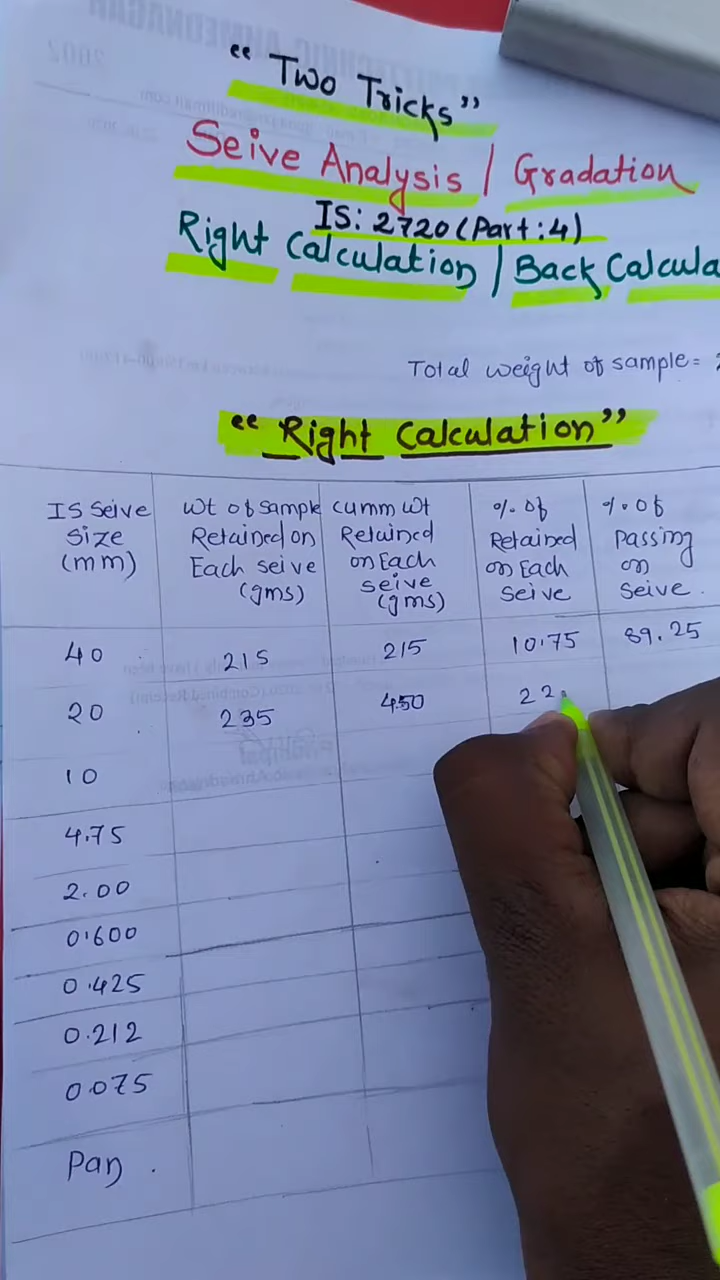 “Two Tricks”
Seive Analysis / Gradation
IS: 2720 (Part:4)
Right Calculation / Back Calcula
Total weight of sample =
“Right Calculation”
IS Seive Size (mm)
Wt of sample Retained on Each seive (gms)
cumm wt Retained on Each seive (gms)
%. of Retained on Each Seive
%. of Passing on Seive.
40 215 215 10.75 89.25
20 235 450 22.
10
4.75
2.00
0.600
0.425
0.212
0.075
Pan